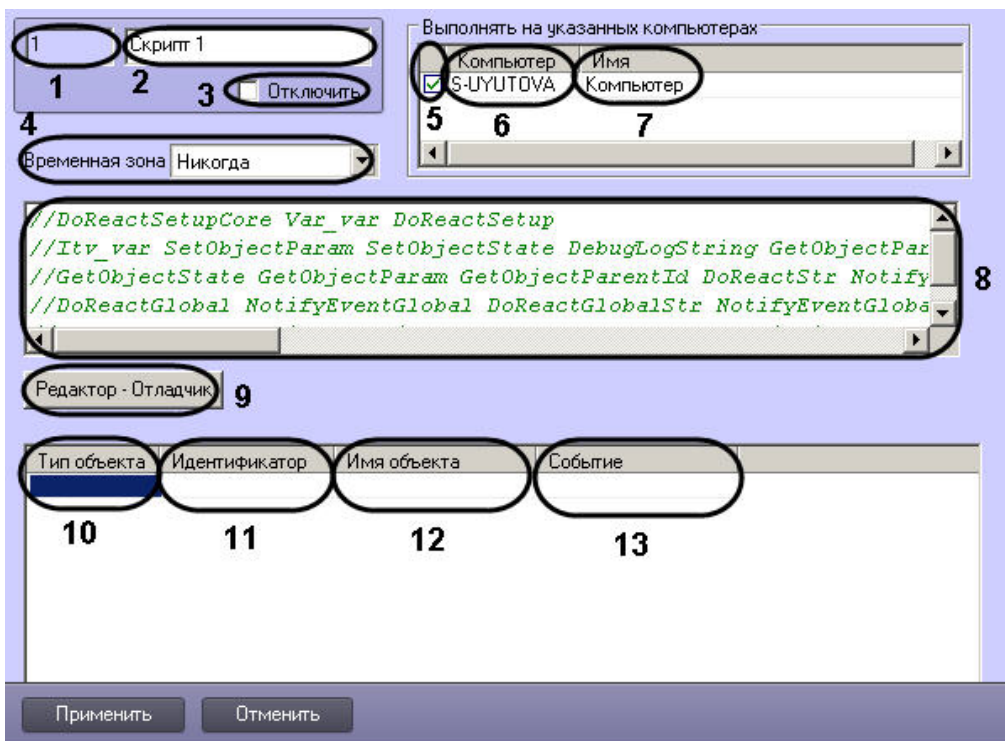 1 Скрипт 1
1 2 3 Отключить
4
Временная зона Никогда
Выполнять на указанных компьютерах
Компьютер Имя
S-UYUTOVA Компьютер
5 6 7
//DoReactSetupCore Var_var DoReactSetup
//Itv_var SetObjectParam SetObjectState DebugLogString GetObjectPar
//GetObjectState GetObjectParam GetObjectParentId DoReactStr Notify
//DoReactGlobal NotifyEventGlobal DoReactGlobalStr NotifyEventGloba
8
Редактор - Отладчик 9
Тип объекта Идентификатор Имя объекта Событие
10 11 12 13
Применить Отменить